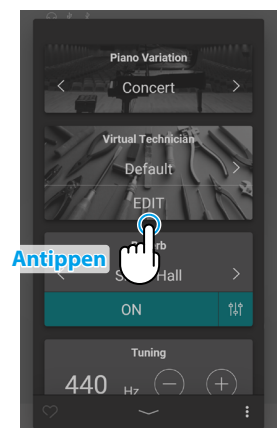 Piano Variation
Concert
Virtual Technician
Default
EDIT
Antippen
Hall
ON
Tuning
440 Hz